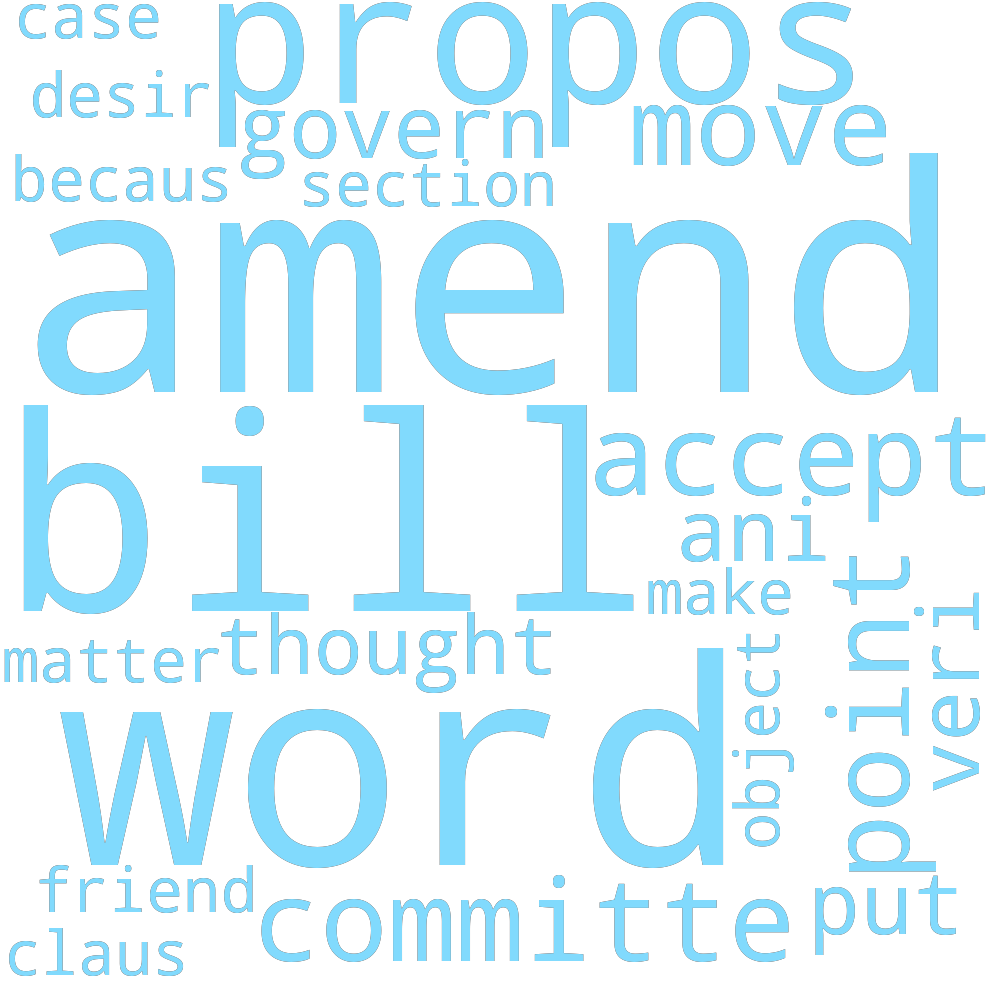 case
propos
desir
govern
move
becaus
section
amend
bill
accept
ani
make
point
veri
matter
thought
object
word
friend
committe
put
claus